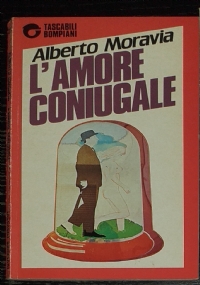 TASCABILI
BOMPIANI
Alberto Moravia
L'AMORE
CONIUGALE